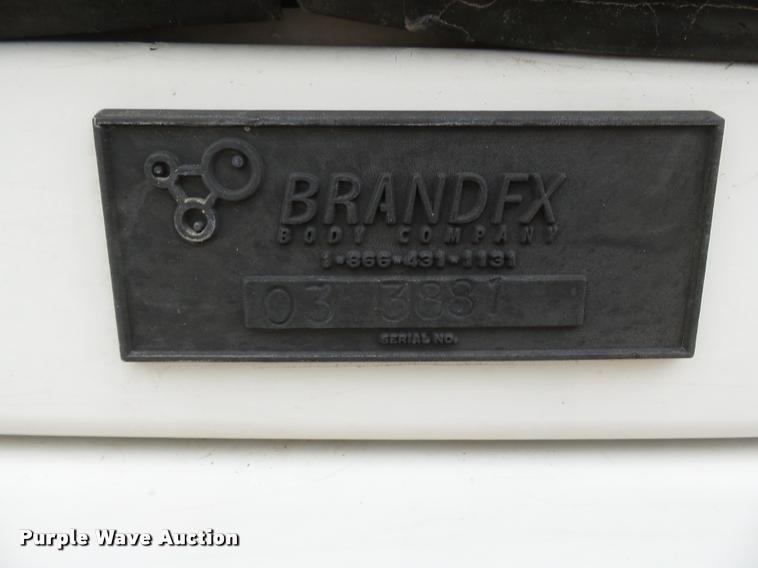 BRANDFX
BODY COMPANY
1-866-431-1131
03 3881
SERIAL NO.
Purple Wave Auction